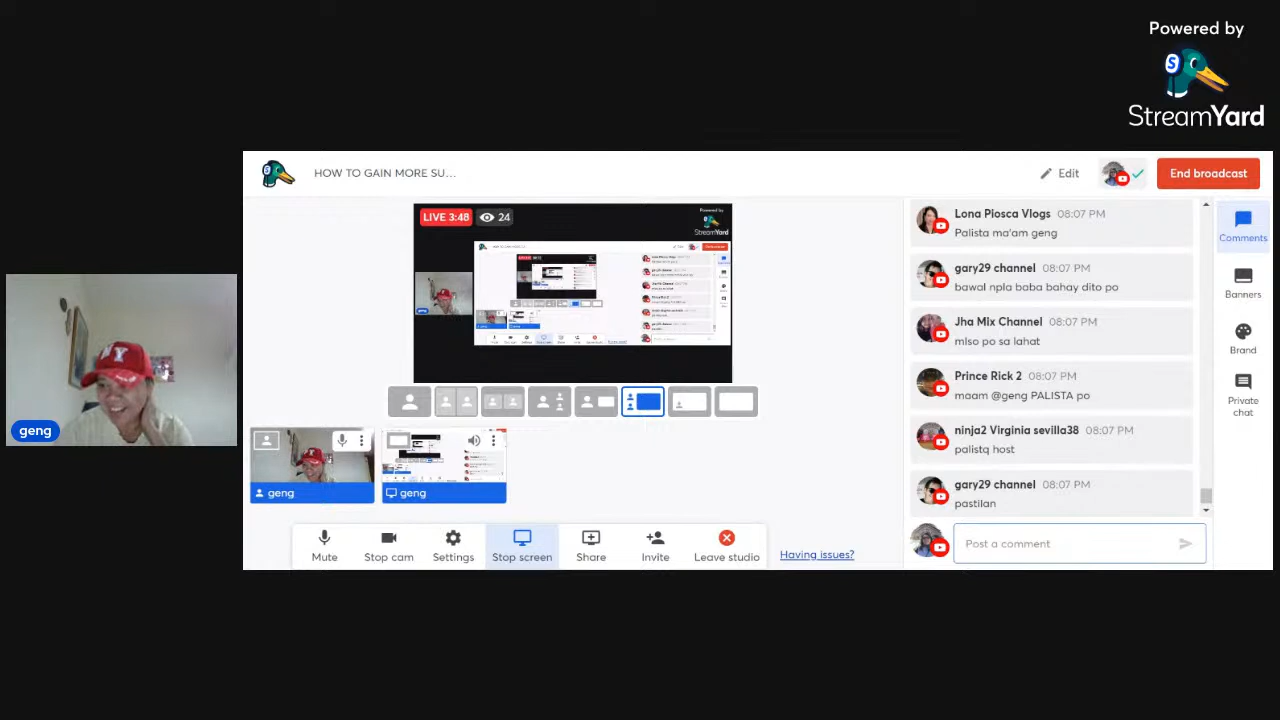 Powered by
StreamYard
HOW TO GAIN MORE SU...
Edit
End broadcast
LIVE 3:48
24
Powered by
StreamYard
geng
geng
geng
Mute
Stop cam
Settings
Stop screen
Share
Invite
Leave studio
Having issues?
Lona Piosca Vlogs 08:07 PM
Palista ma'am geng
gary29 channel 08:07 PM
bawal npla baba bahay dito po
Jha Mix Channel 08:07 PM
mlso po sa lahat
Prince Rick 2 08:07 PM
maam @geng PALISTA po
ninja2 Virginia sevilla38 08:07 PM
palistq host
gary29 channel 08:07 PM
pastilan
Post a comment
Comments
Banners
Brand
Private
chat